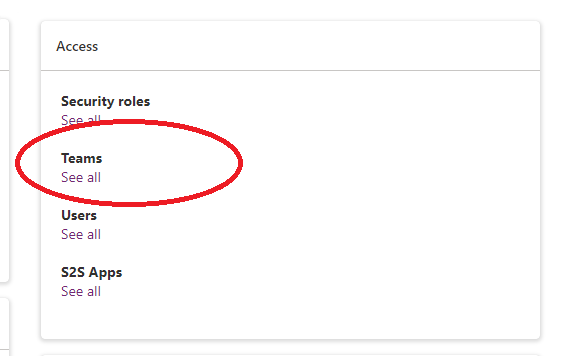 Access
Security roles
See all
Teams
See all
Users
See all
S2S Apps
See all